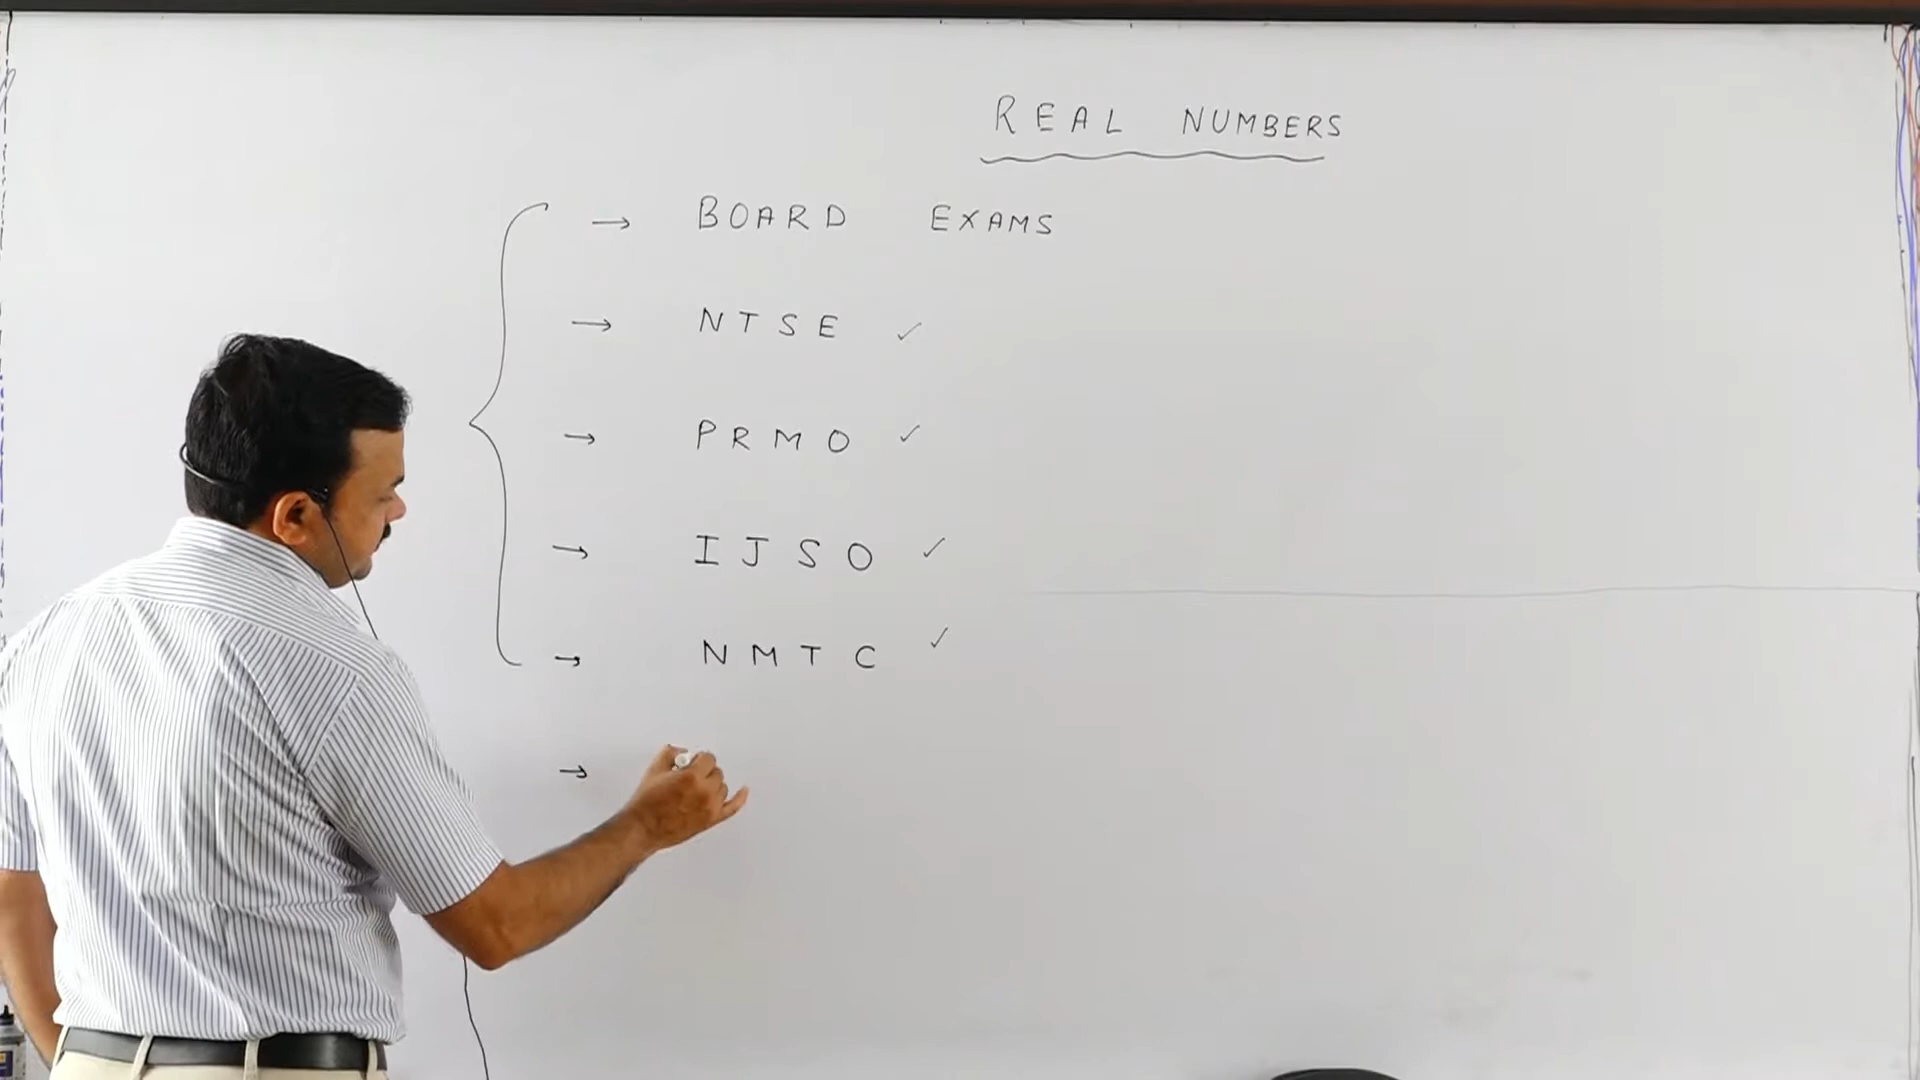 REAL NUMBERS
→ BOARD EXAMS
→ NTSE ✓
→ PRMO ✓
→ IJSO ✓
→ NMTC ✓
→